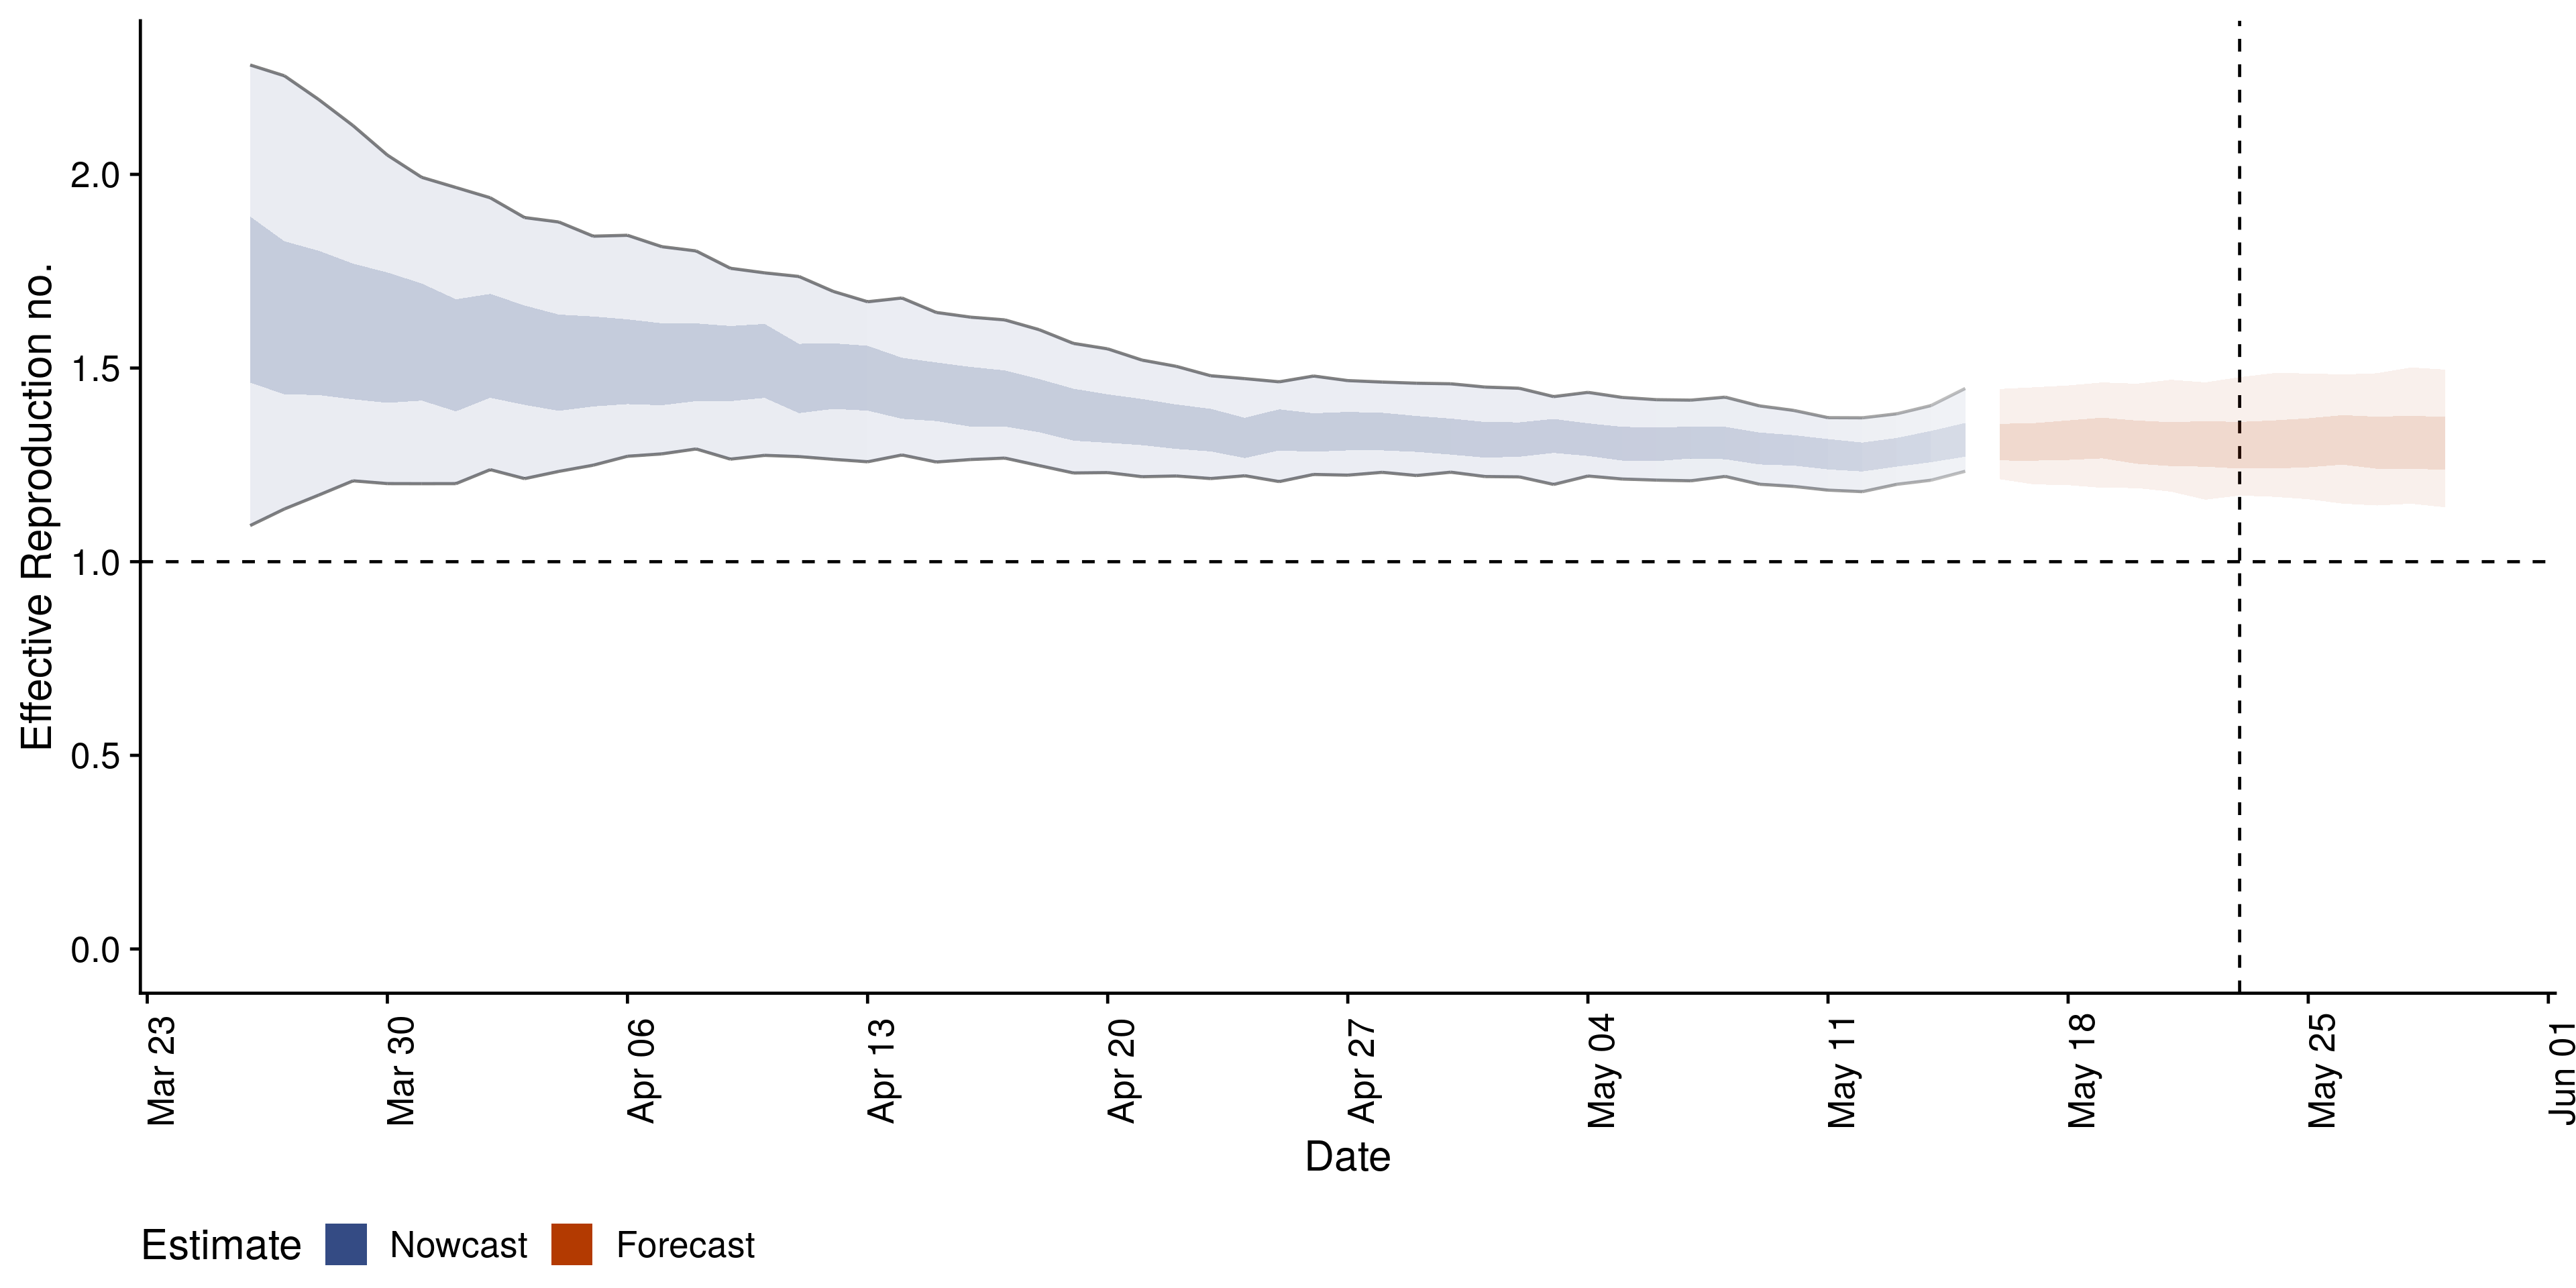 Effective Reproduction no.
2.0
1.5
1.0
0.5
0.0
Mar 23
Mar 30
Apr 06
Apr 13
Apr 20
Apr 27
May 04
May 11
May 18
May 25
Jun 01
Date
Estimate Nowcast Forecast